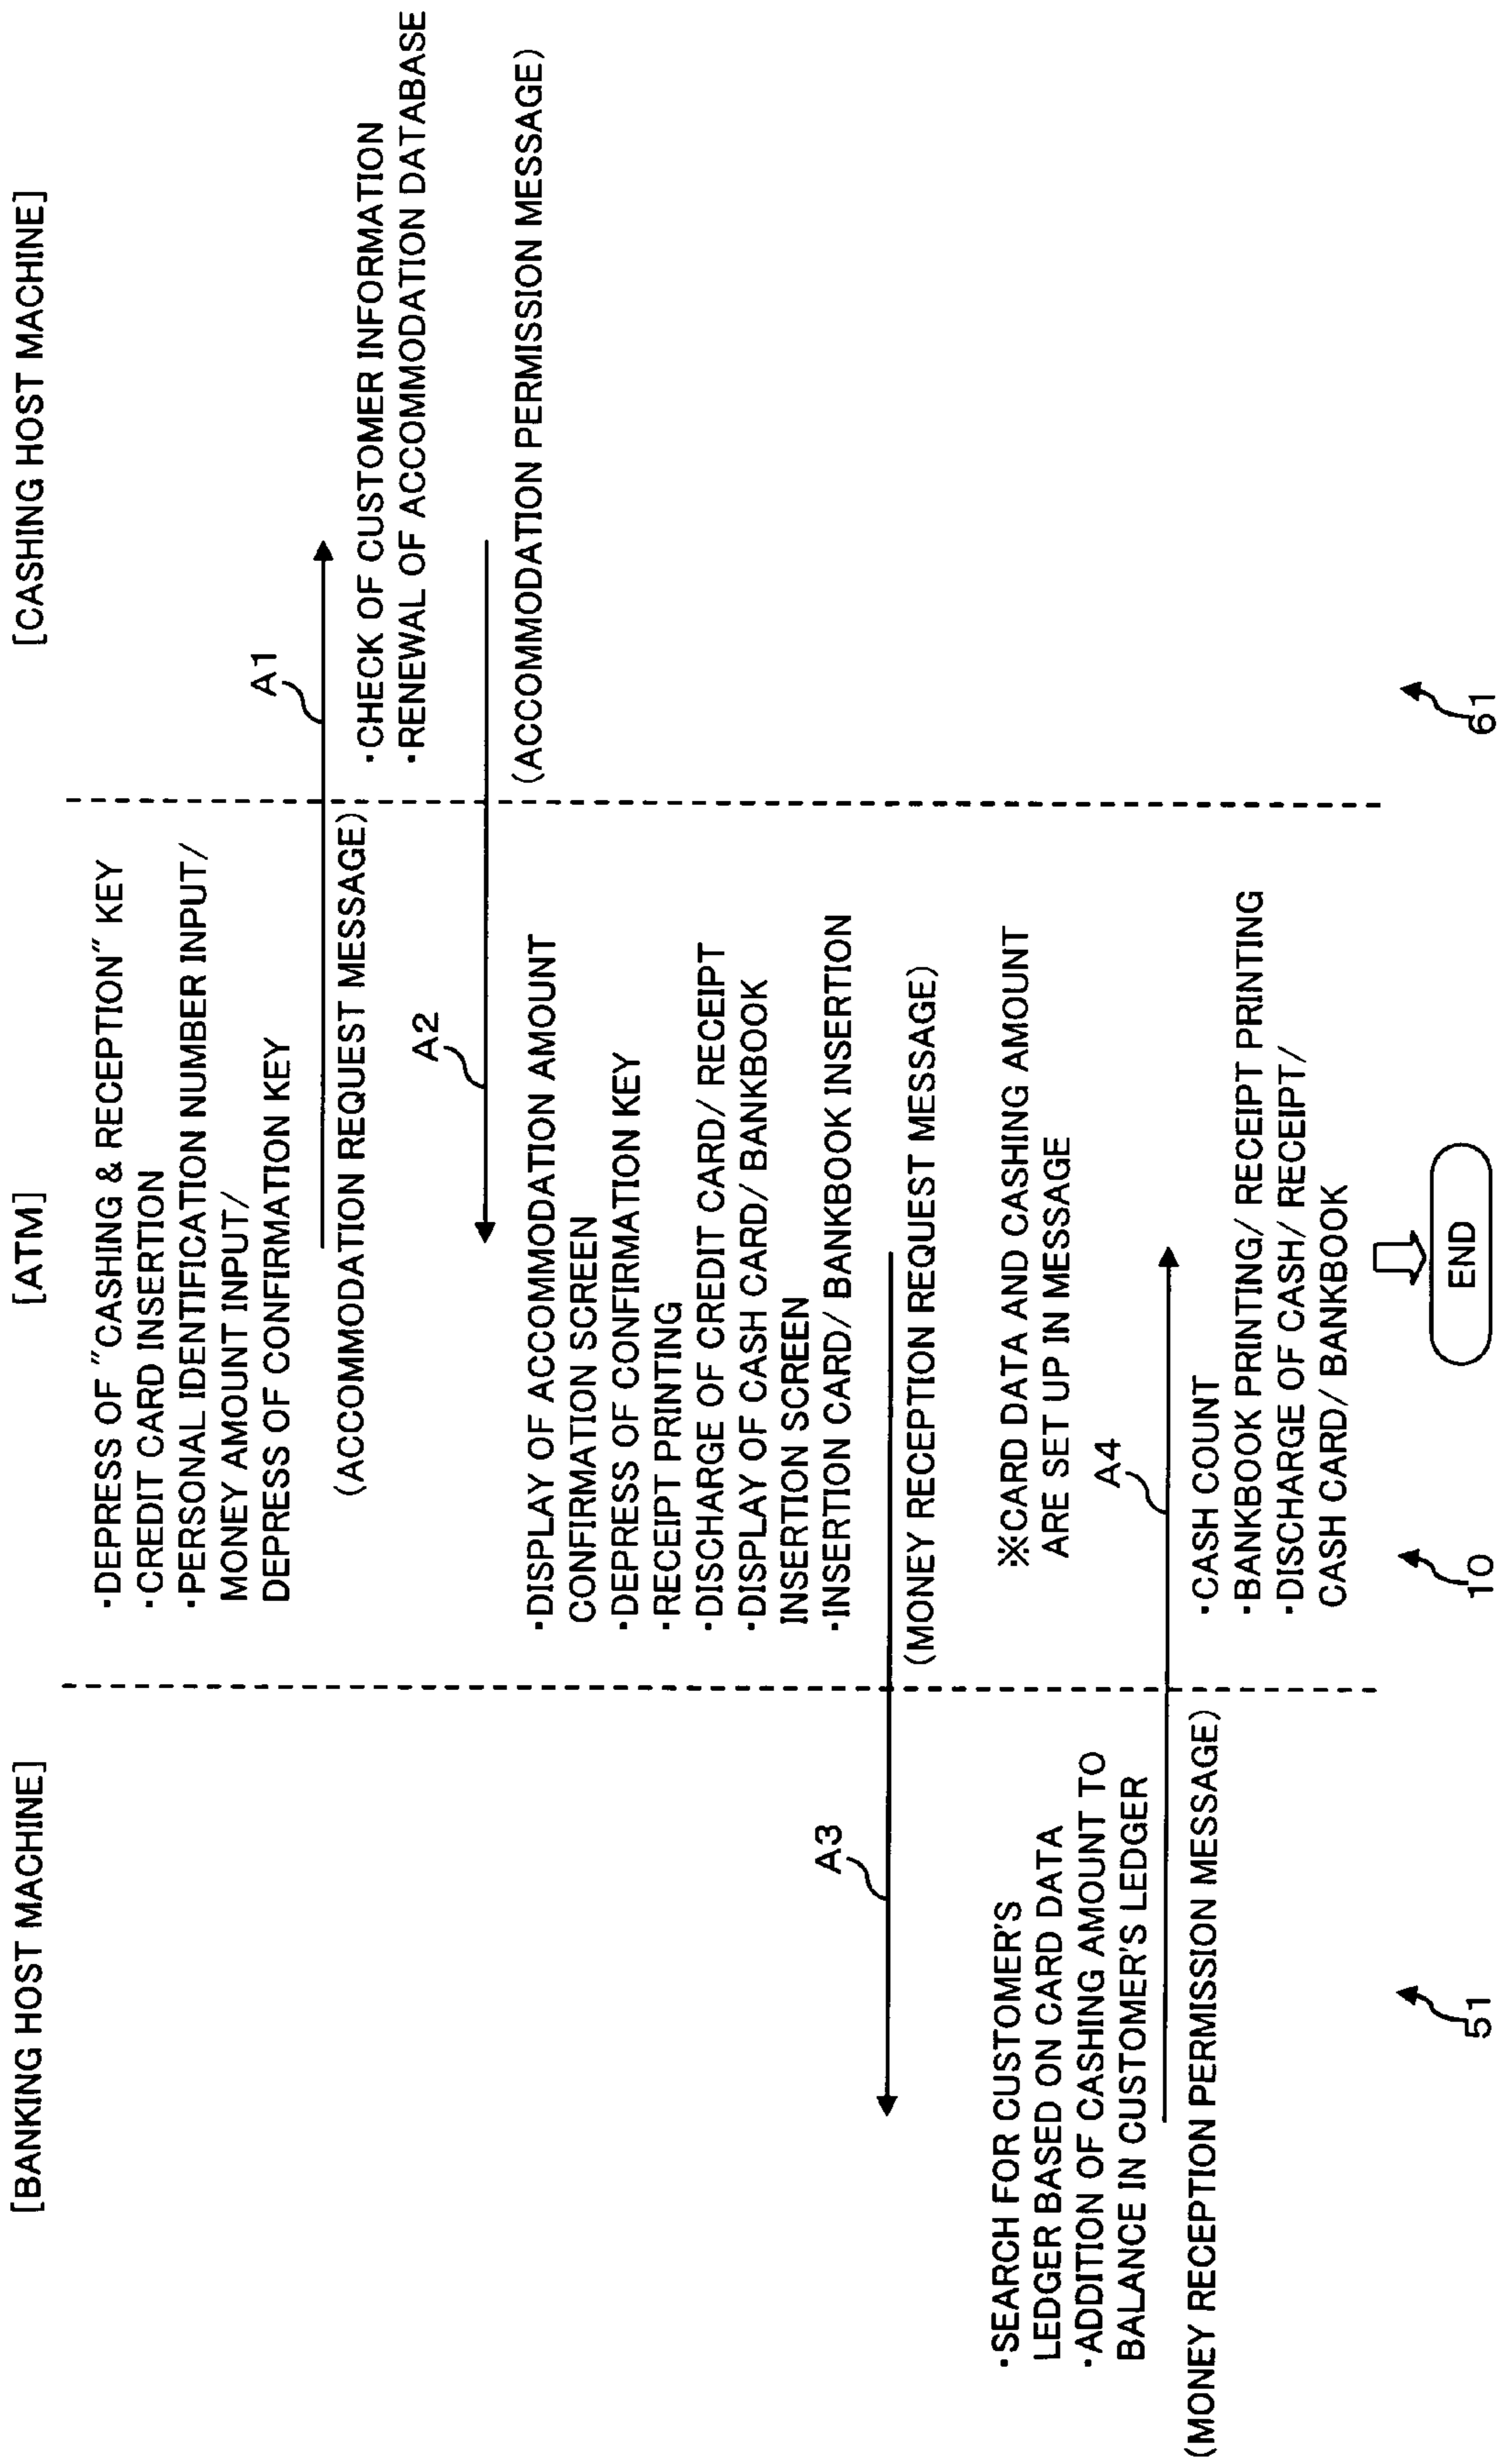 [BANKING HOST MACHINE]
[ATM]
[CASHING HOST MACHINE]
·DEPRESS OF "CASHING & RECEPTION" KEY
·CREDIT CARD INSERTION
·PERSONAL IDENTIFICATION NUMBER INPUT/
MONEY AMOUNT INPUT/
DEPRESS OF CONFIRMATION KEY
A1
(ACCOMMODATION REQUEST MESSAGE)
·CHECK OF CUSTOMER INFORMATION
·RENEWAL OF ACCOMMODATION DATABASE
A2
(ACCOMMODATION PERMISSION MESSAGE)
·DISPLAY OF ACCOMMODATION AMOUNT
CONFIRMATION SCREEN
·DEPRESS OF CONFIRMATION KEY
·RECEIPT PRINTING
·DISCHARGE OF CREDIT CARD/ RECEIPT
·DISPLAY OF CASH CARD/ BANKBOOK
INSERTION SCREEN
·INSERTION CARD/ BANKBOOK INSERTION
A3
(MONEY RECEPTION REQUEST MESSAGE)
※CARD DATA AND CASHING AMOUNT
ARE SET UP IN MESSAGE
·SEARCH FOR CUSTOMER'S
LEDGER BASED ON CARD DATA
·ADDITION OF CASHING AMOUNT TO
BALANCE IN CUSTOMER'S LEDGER
A4
(MONEY RECEPTION PERMISSION MESSAGE)
·CASH COUNT
·BANKBOOK PRINTING/ RECEIPT PRINTING
·DISCHARGE OF CASH/ RECEIPT/
CASH CARD/ BANKBOOK
END
51
10
61